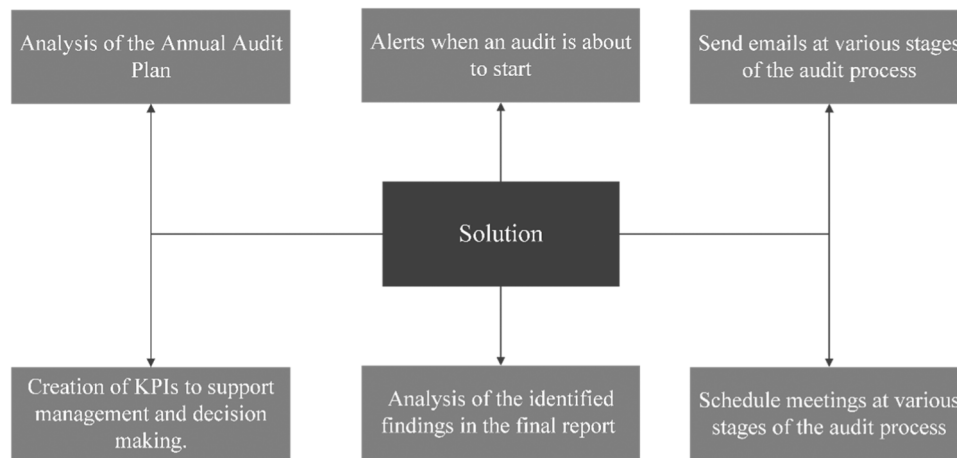 Analysis of the Annual Audit
Plan
Alerts when an audit is about
to start
Send emails at various stages
of the audit process
Solution
Creation of KPIs to support
management and decision
making.
Analysis of the identified
findings in the final report
Schedule meetings at various
stages of the audit process